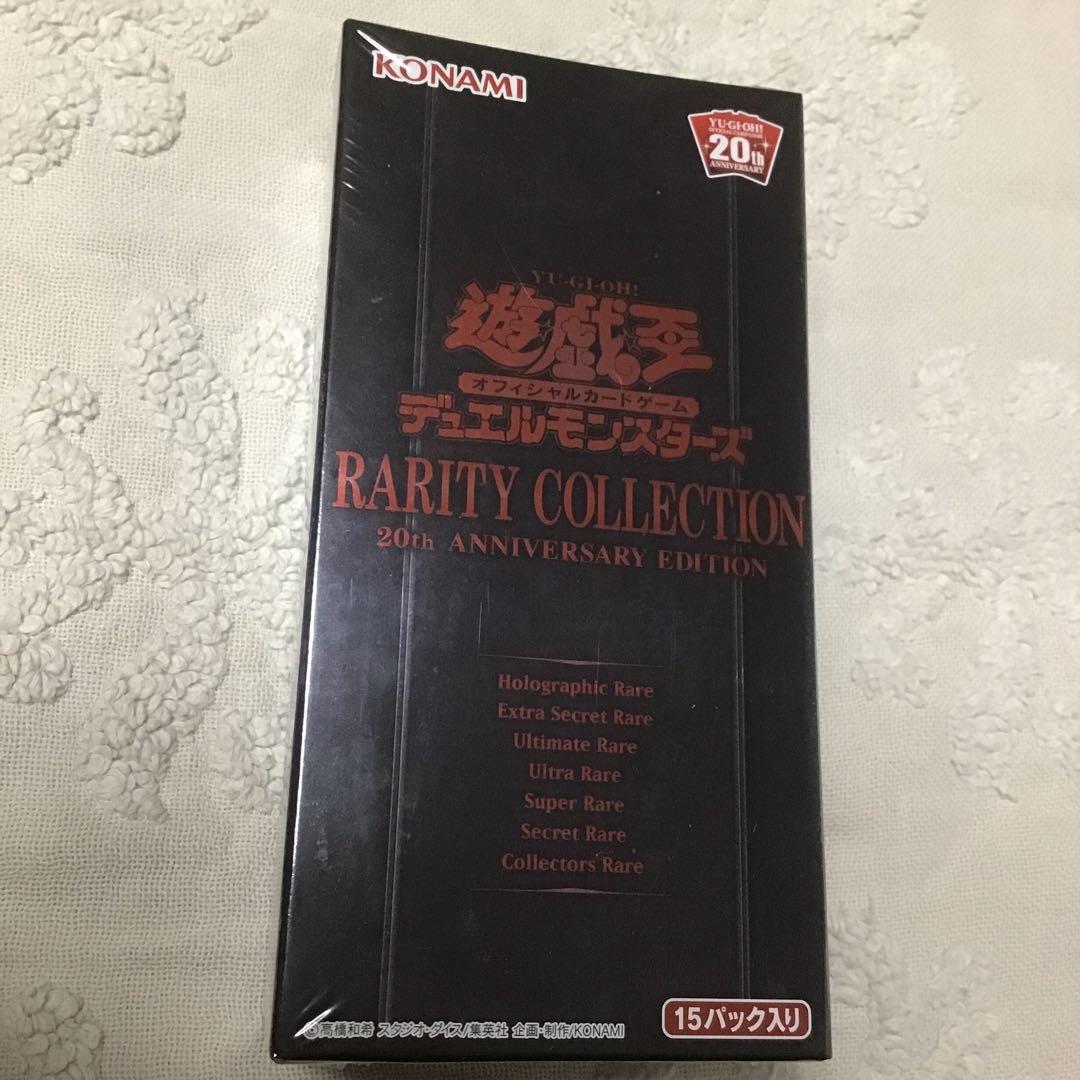 KONAMI
YU-GI-OH!
OFFICIAL CARD GAME
20th
ANNIVERSARY
YU-GI-OH!
遊☆戯☆王
オフィシャルカードゲーム
デュエルモンスターズ
RARITY COLLECTION
20th ANNIVERSARY EDITION
Holographic Rare
Extra Secret Rare
Ultimate Rare
Ultra Rare
Super Rare
Secret Rare
Collectors Rare
15パック入り
©高橋和希 スタジオ・ダイス/集英社 企画・制作/KONAMI